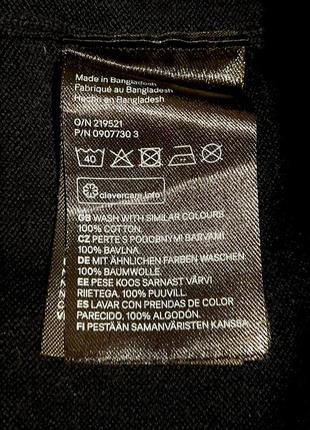 Made in Bangladesh
Fabriqué au Bangladesh
Hecho en Bangladesh
O/N 219521
P/N 0907730 3
40
clevercare.info
GB WASH WITH SIMILAR COLOURS
100% COTTON.
CZ PERTE S PODOBNÝMI BARVAMI
100% BAVLNA.
DE MIT ÄHNLICHEN FARBEN WASCHEN
100% BAUMWOLLE.
EE PESE KOOS SARNAST VÄRVI
RIIETEGA. 100% PUUVILL.
ES LAVAR CON PRENDAS DE COLOR
PARECIDO. 100% ALGODÓN.
FI PESTÄÄN SAMANVÄRISTEN KANSSA